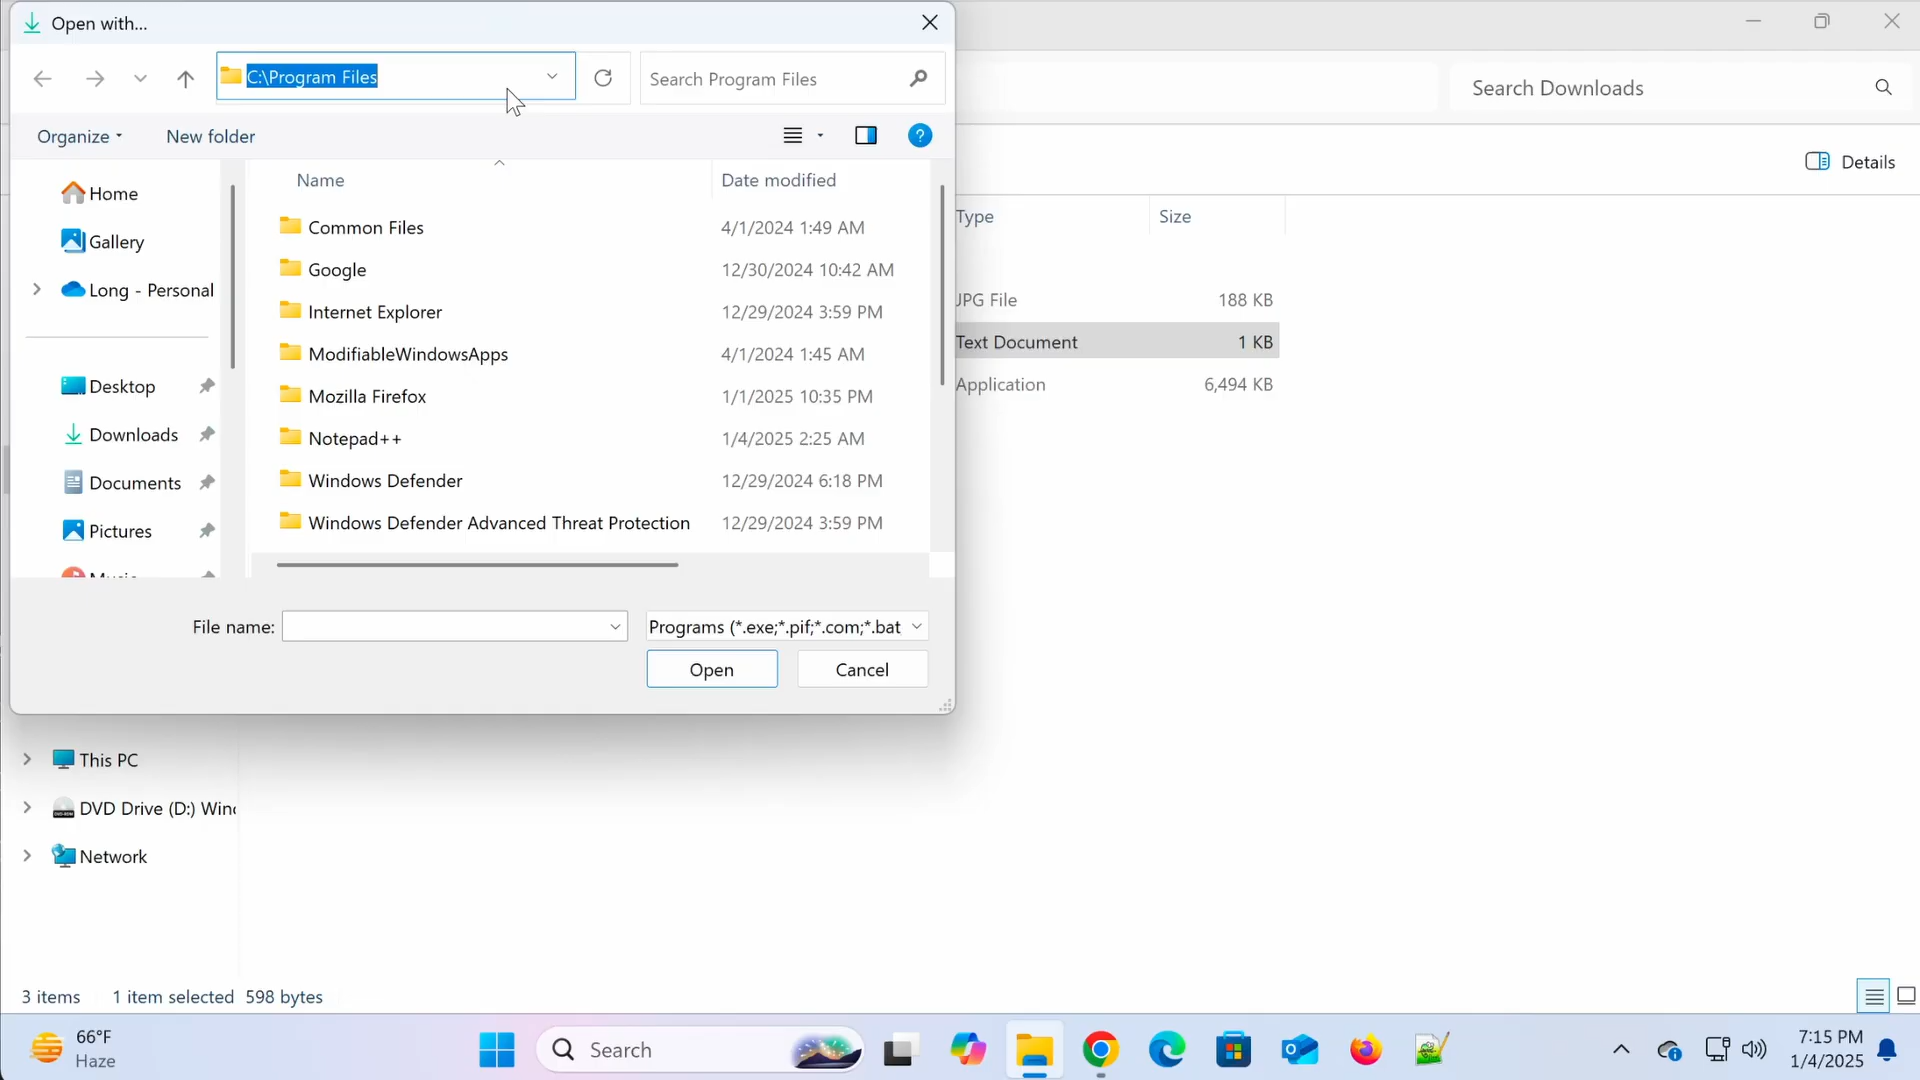 Open with...
C:\Program Files
Search Program Files
Search Downloads
Organize
New folder
?
Details
Name
Date modified
Type
Size
Home
Gallery
Long - Personal
Desktop
Downloads
Documents
Pictures
Music
Common Files 4/1/2024 1:49 AM
Google 12/30/2024 10:42 AM
Internet Explorer 12/29/2024 3:59 PM
ModifiableWindowsApps 4/1/2024 1:45 AM
Mozilla Firefox 1/1/2025 10:35 PM
Notepad++ 1/4/2025 2:25 AM
Windows Defender 12/29/2024 6:18 PM
Windows Defender Advanced Threat Protection 12/29/2024 3:59 PM
JPG File 188 KB
Text Document 1 KB
Application 6,494 KB
File name:
Programs (*.exe;*.pif;*.com;*.bat
Open
Cancel
This PC
DVD Drive (D:) Winc
Network
3 items 1 item selected 598 bytes
66°F
Haze
Search
7:15 PM
1/4/2025